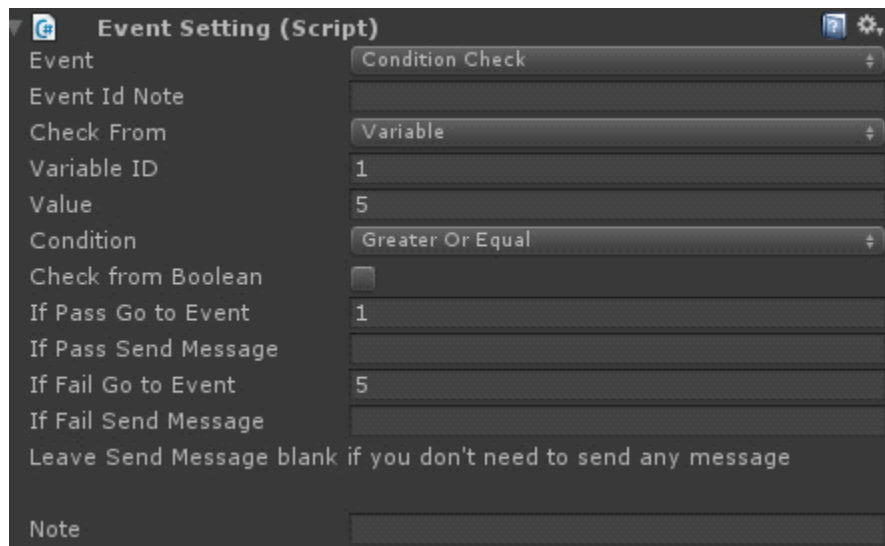 Event Setting (Script)
Event Condition Check
Event Id Note
Check From Variable
Variable ID 1
Value 5
Condition Greater Or Equal
Check from Boolean
If Pass Go to Event 1
If Pass Send Message
If Fail Go to Event 5
If Fail Send Message
Leave Send Message blank if you don't need to send any message
Note